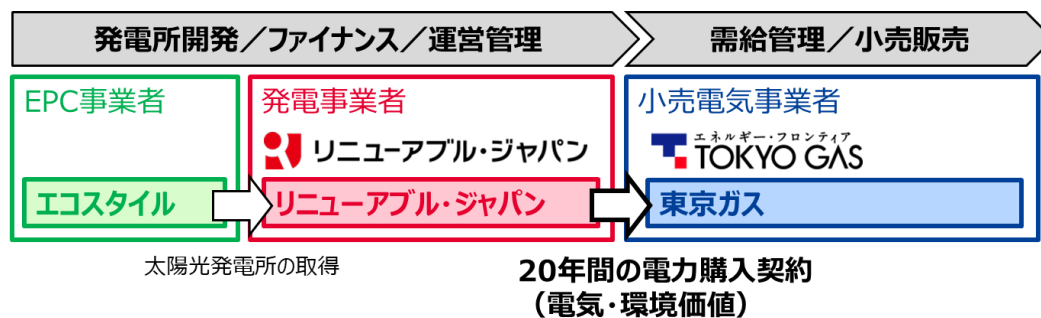 発電所開発／ファイナンス／運営管理
需給管理／小売販売
EPC事業者
発電事業者
小売電気事業者
リニューアブル・ジャパン
エネルギー・フロンティア
TOKYO GAS
エコスタイル
リニューアブル・ジャパン
東京ガス
太陽光発電所の取得
20年間の電力購入契約
（電気・環境価値）